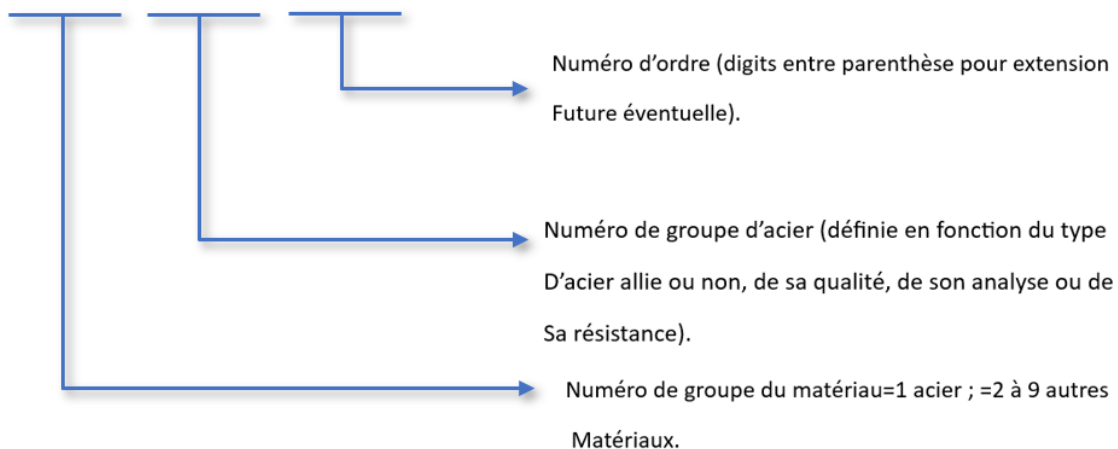 Numéro d'ordre (digits entre parenthèse pour extension
Future éventuelle).
Numéro de groupe d'acier (définie en fonction du type
D'acier allie ou non, de sa qualité, de son analyse ou de
Sa résistance).
Numéro de groupe du matériau=1 acier ; =2 à 9 autres
Matériaux.